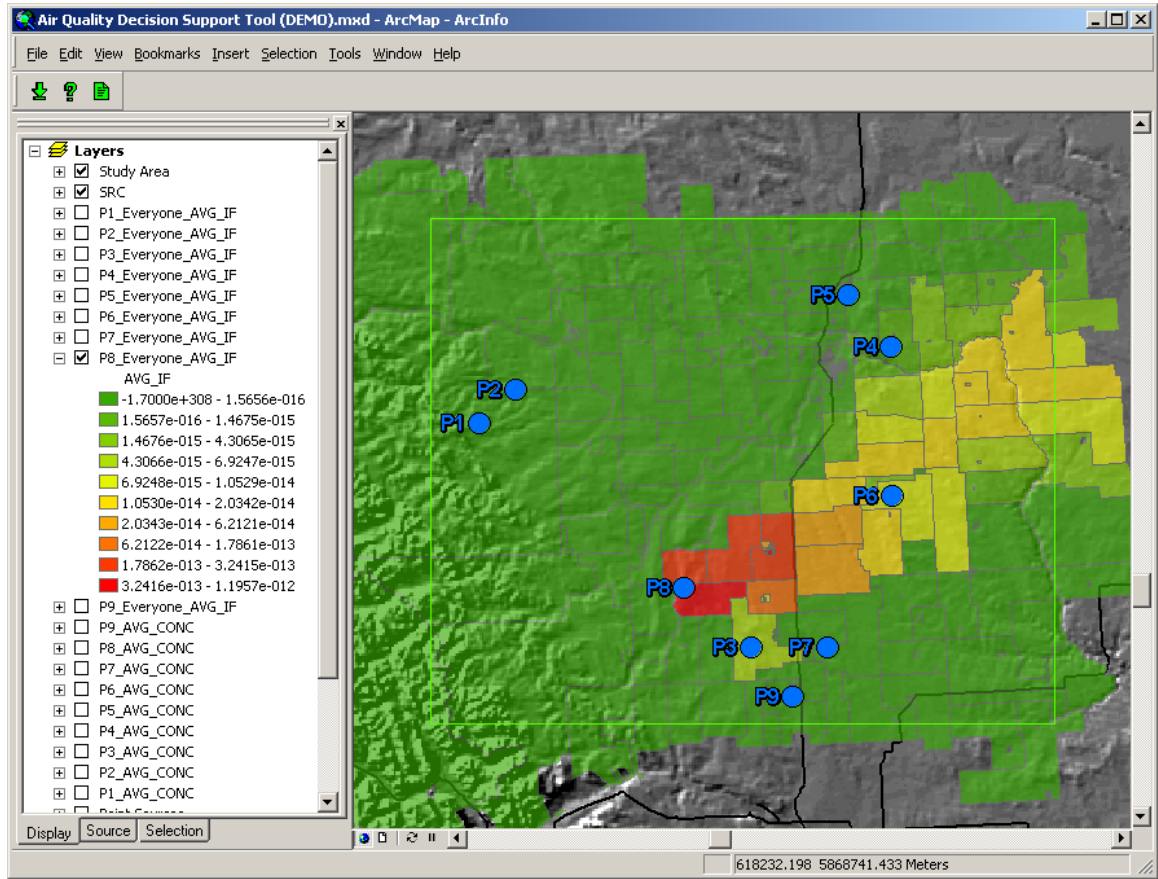 Air Quality Decision Support Tool (DEMO).mxd - ArcMap - ArcInfo
File Edit View Bookmarks Insert Selection Tools Window Help
Layers
Study Area
SRC
P1_Everyone_AVG_IF
P2_Everyone_AVG_IF
P3_Everyone_AVG_IF
P4_Everyone_AVG_IF
P5_Everyone_AVG_IF
P6_Everyone_AVG_IF
P7_Everyone_AVG_IF
P8_Everyone_AVG_IF
AVG_IF
-1.7000e+308 - 1.5656e-016
1.5657e-016 - 1.4675e-015
1.4676e-015 - 4.3065e-015
4.3066e-015 - 6.9247e-015
6.9248e-015 - 1.0529e-014
1.0530e-014 - 2.0342e-014
2.0343e-014 - 6.2121e-014
6.2122e-014 - 1.7861e-013
1.7862e-013 - 3.2415e-013
3.2416e-013 - 1.1957e-012
P9_Everyone_AVG_IF
P9_AVG_CONC
P8_AVG_CONC
P7_AVG_CONC
P6_AVG_CONC
P5_AVG_CONC
P4_AVG_CONC
P3_AVG_CONC
P2_AVG_CONC
P1_AVG_CONC
Display Source Selection
P5
P4
P2
P1
P6
P8
P3 P7
P9
618232.198 5868741.433 Meters